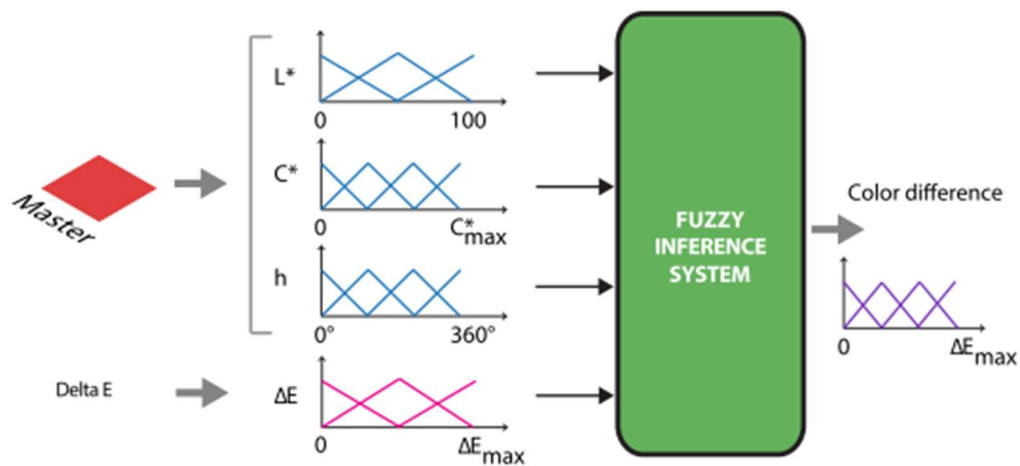 L*
0 100
C*
0 C*max
Master
h
0° 360°
Delta E
ΔE
0 ΔEmax
FUZZY
INFERENCE
SYSTEM
Color difference
0 ΔEmax